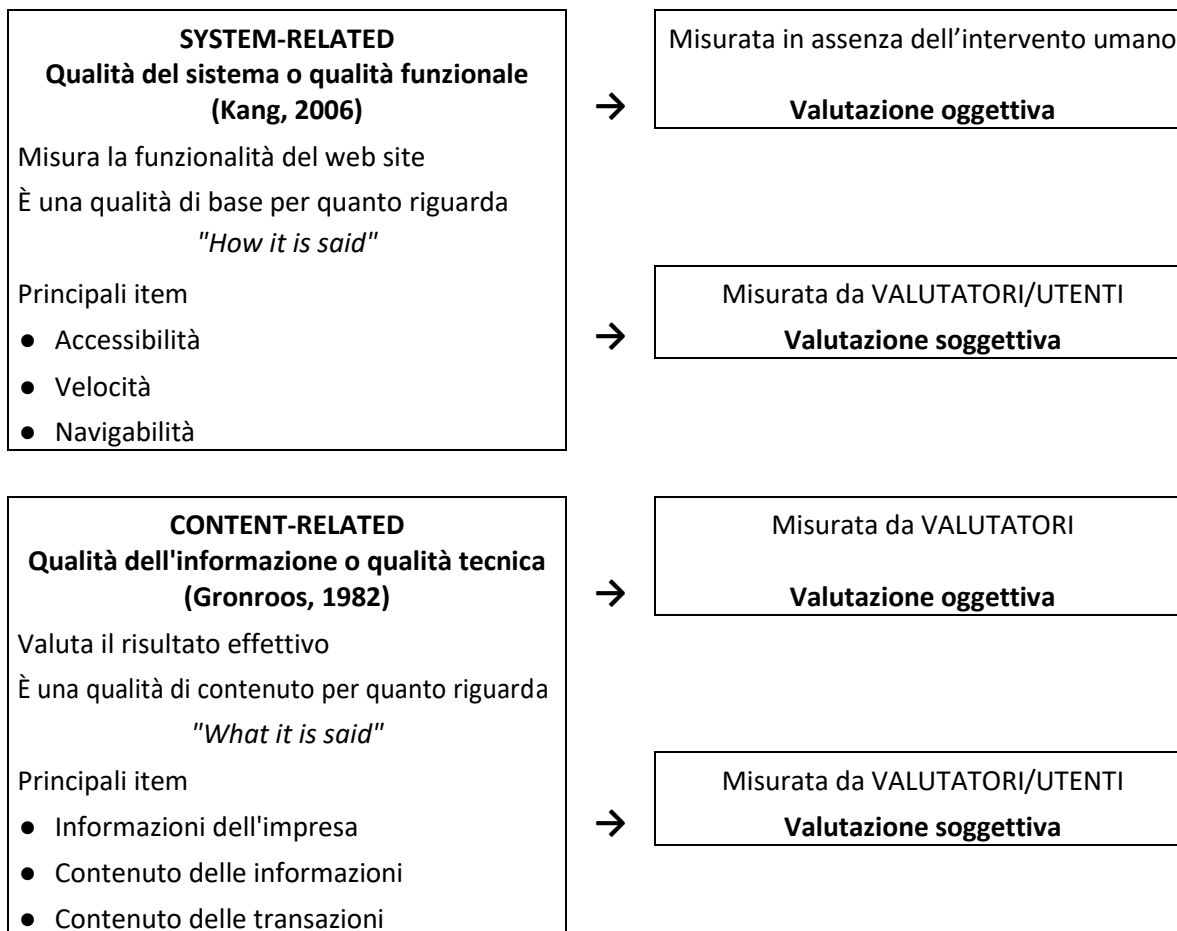 SYSTEM-RELATED
Qualità del sistema o qualità funzionale
(Kang, 2006)
Misura la funzionalità del web site
È una qualità di base per quanto riguarda
"How it is said"
Principali item
● Accessibilità
● Velocità
● Navigabilità
→
Misurata in assenza dell’intervento umano
Valutazione oggettiva
→
Misurata da VALUTATORI/UTENTI
Valutazione soggettiva
CONTENT-RELATED
Qualità dell'informazione o qualità tecnica
(Gronroos, 1982)
Valuta il risultato effettivo
È una qualità di contenuto per quanto riguarda
"What it is said"
Principali item
● Informazioni dell'impresa
● Contenuto delle informazioni
● Contenuto delle transazioni
→
Misurata da VALUTATORI
Valutazione oggettiva
→
Misurata da VALUTATORI/UTENTI
Valutazione soggettiva